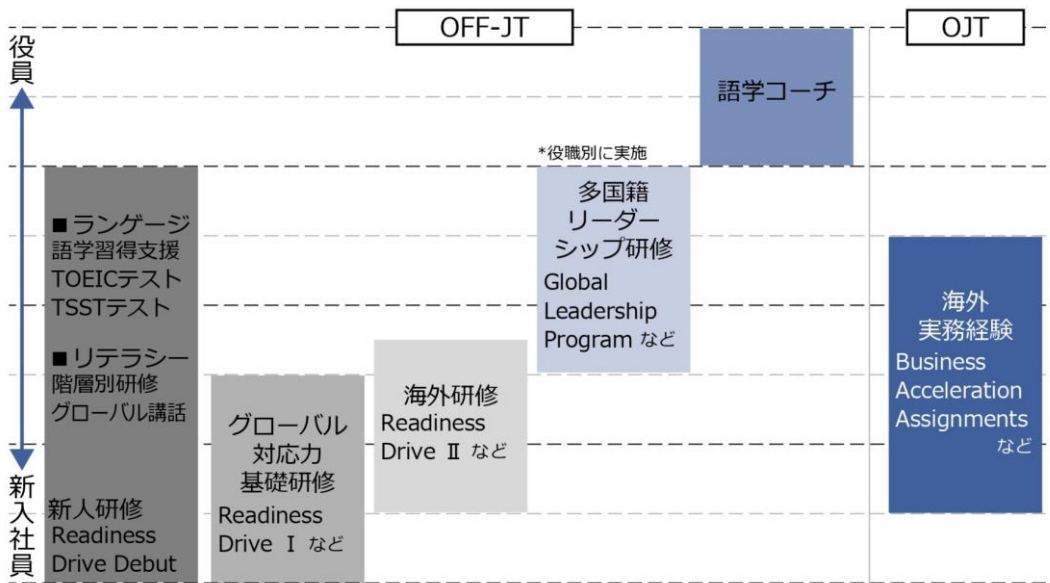 OFF-JT
OJT
役員
新入社員
■ランゲージ
語学習得支援
TOEICテスト
TSSTテスト
■リテラシー
階層別研修
グローバル講話
新人研修
Readiness
Drive Debut
グローバル
対応力
基礎研修
Readiness
Drive Ⅰ など
海外研修
Readiness
Drive Ⅱ など
*役職別に実施
多国籍
リーダー
シップ研修
Global
Leadership
Program など
語学コーチ
海外
実務経験
Business
Acceleration
Assignments
など